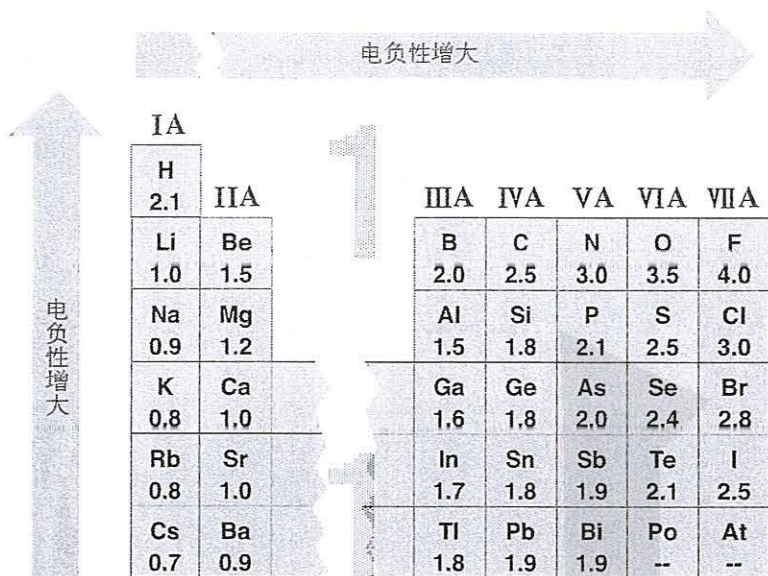 电负性增大
IA
H
2.1
IIA
IIIA IVA VA VIA VIIA
Li Be B C N O F
1.0 1.5 2.0 2.5 3.0 3.5 4.0
Na Mg Al Si P S Cl
0.9 1.2 1.5 1.8 2.1 2.5 3.0
K Ca Ga Ge As Se Br
0.8 1.0 1.6 1.8 2.0 2.4 2.8
Rb Sr In Sn Sb Te I
0.8 1.0 1.7 1.8 1.9 2.1 2.5
Cs Ba Tl Pb Bi Po At
0.7 0.9 1.8 1.9 1.9 -- --
电负性增大
1
1